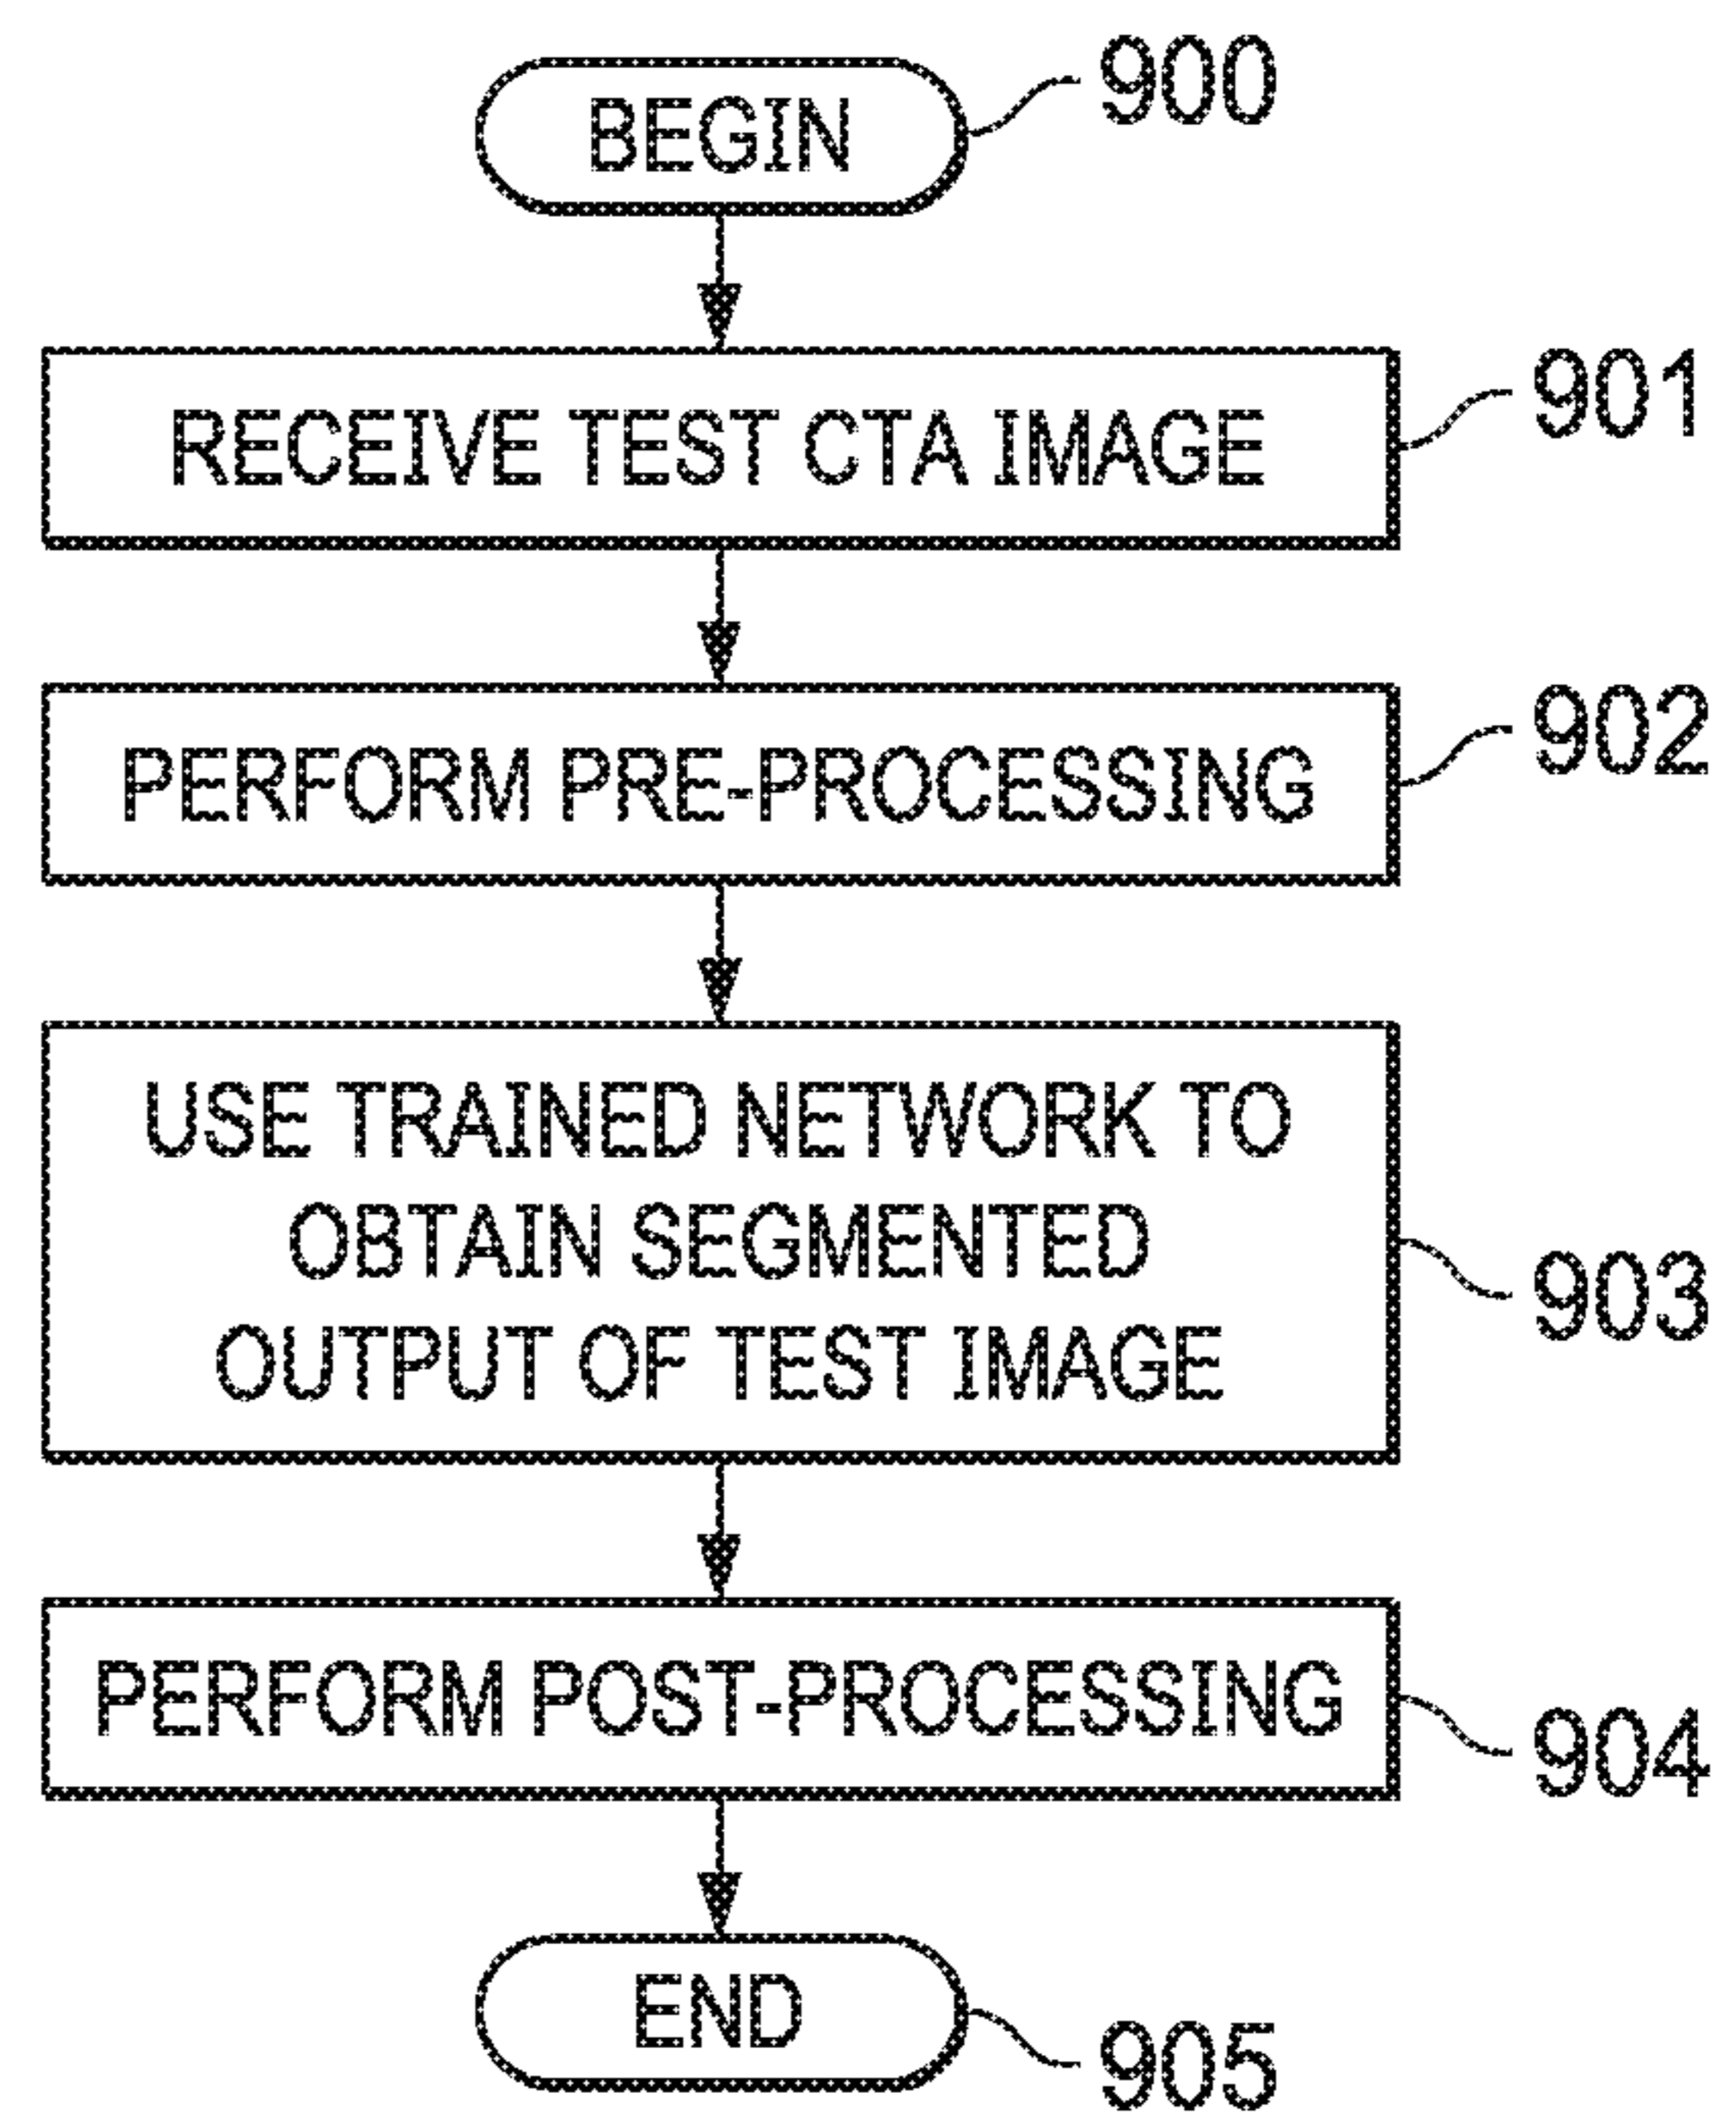 BEGIN
900
RECEIVE TEST CTA IMAGE
901
PERFORM PRE-PROCESSING
902
USE TRAINED NETWORK TO
OBTAIN SEGMENTED
OUTPUT OF TEST IMAGE
903
PERFORM POST-PROCESSING
904
END
905